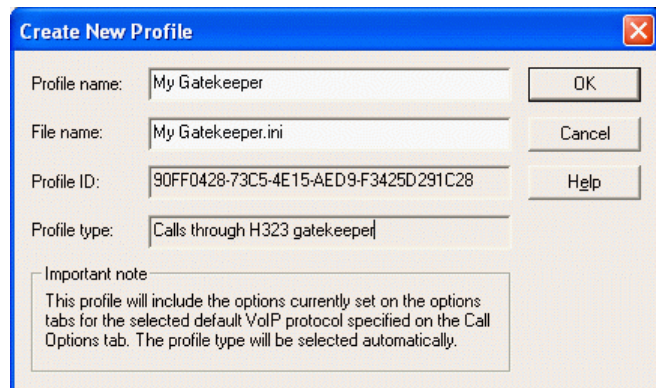 Create New Profile
Profile name: My Gatekeeper OK
File name: My Gatekeeper.ini Cancel
Profile ID: 90FF0428-73C5-4E15-AED9-F3425D291C28 Help
Profile type: Calls through H323 gatekeeper
Important note
This profile will include the options currently set on the options
tabs for the selected default VoIP protocol specified on the Call
Options tab. The profile type will be selected automatically.